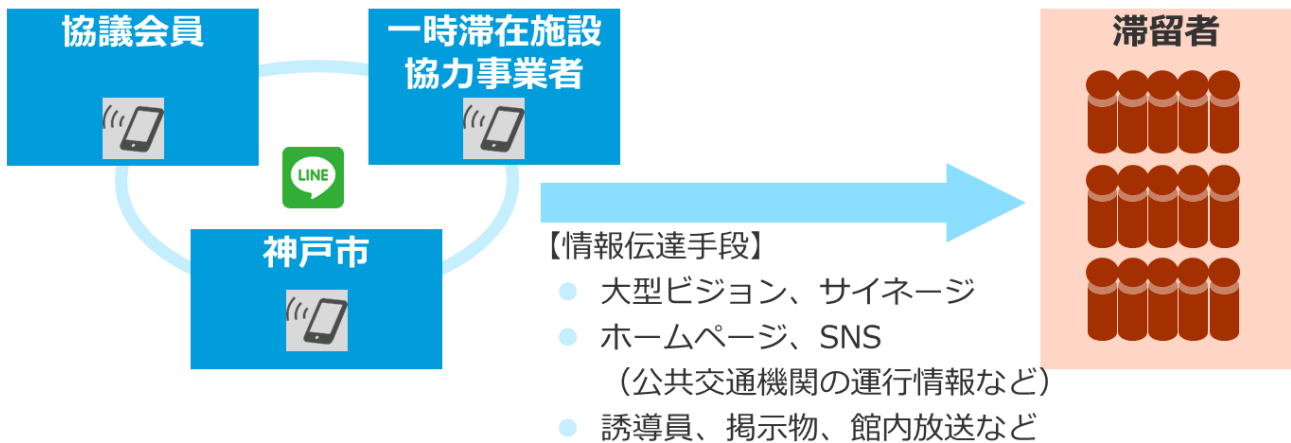 協議会員
一時滞在施設
協力事業者
LINE
神戸市
滞留者
【情報伝達手段】
● 大型ビジョン、サイネージ
● ホームページ、SNS
（公共交通機関の運行情報など）
● 誘導員、掲示物、館内放送など